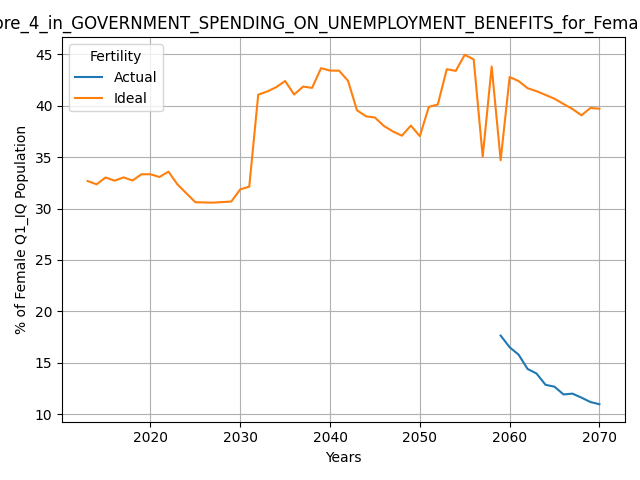 ore_4_in_GOVERNMENT_SPENDING_ON_UNEMPLOYMENT_BENEFITS_for_Fema
Fertility
Actual
Ideal
% of Female Q1_IQ Population
45
40
35
30
25
20
15
10
2020 2030 2040 2050 2060 2070
Years